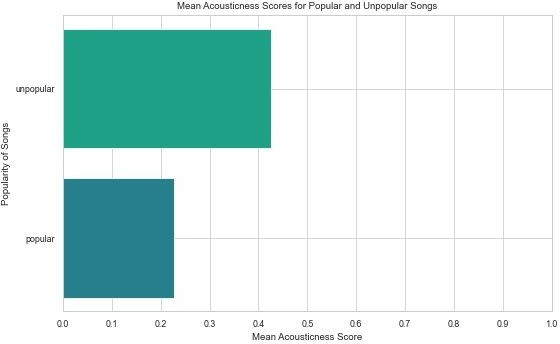 Mean Acousticness Scores for Popular and Unpopular Songs
unpopular
popular
Popularity of Songs
0.0 0.1 0.2 0.3 0.4 0.5 0.6 0.7 0.8 0.9 1.0
Mean Acousticness Score